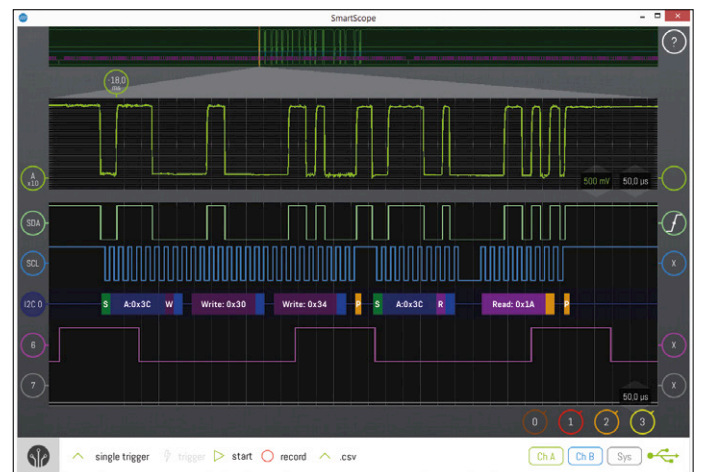 SmartScope
?
-18,0
ms
A
x10
500 mV 50,0 µs
SDA
SCL X
I2C 0 S A:0x3C W Write: 0x30 Write: 0x34 P S A:0x3C R Read: 0x1A P
6 X
7 X
50,0 µs
0 1 2 3
single trigger trigger start record .csv Ch A Ch B Sys